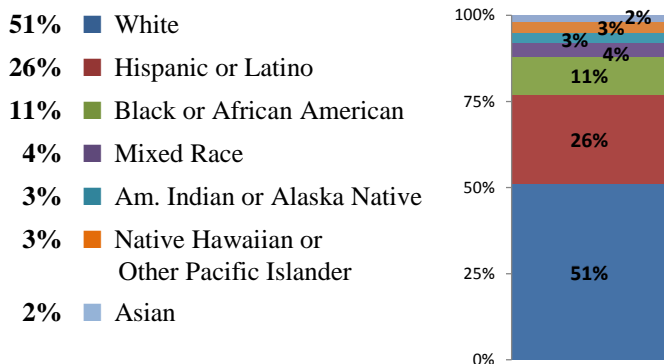 51% White
26% Hispanic or Latino
11% Black or African American
4% Mixed Race
3% Am. Indian or Alaska Native
3% Native Hawaiian or
Other Pacific Islander
2% Asian
100%
75%
50%
25%
0%
2%
3%
3%
4%
11%
26%
51%